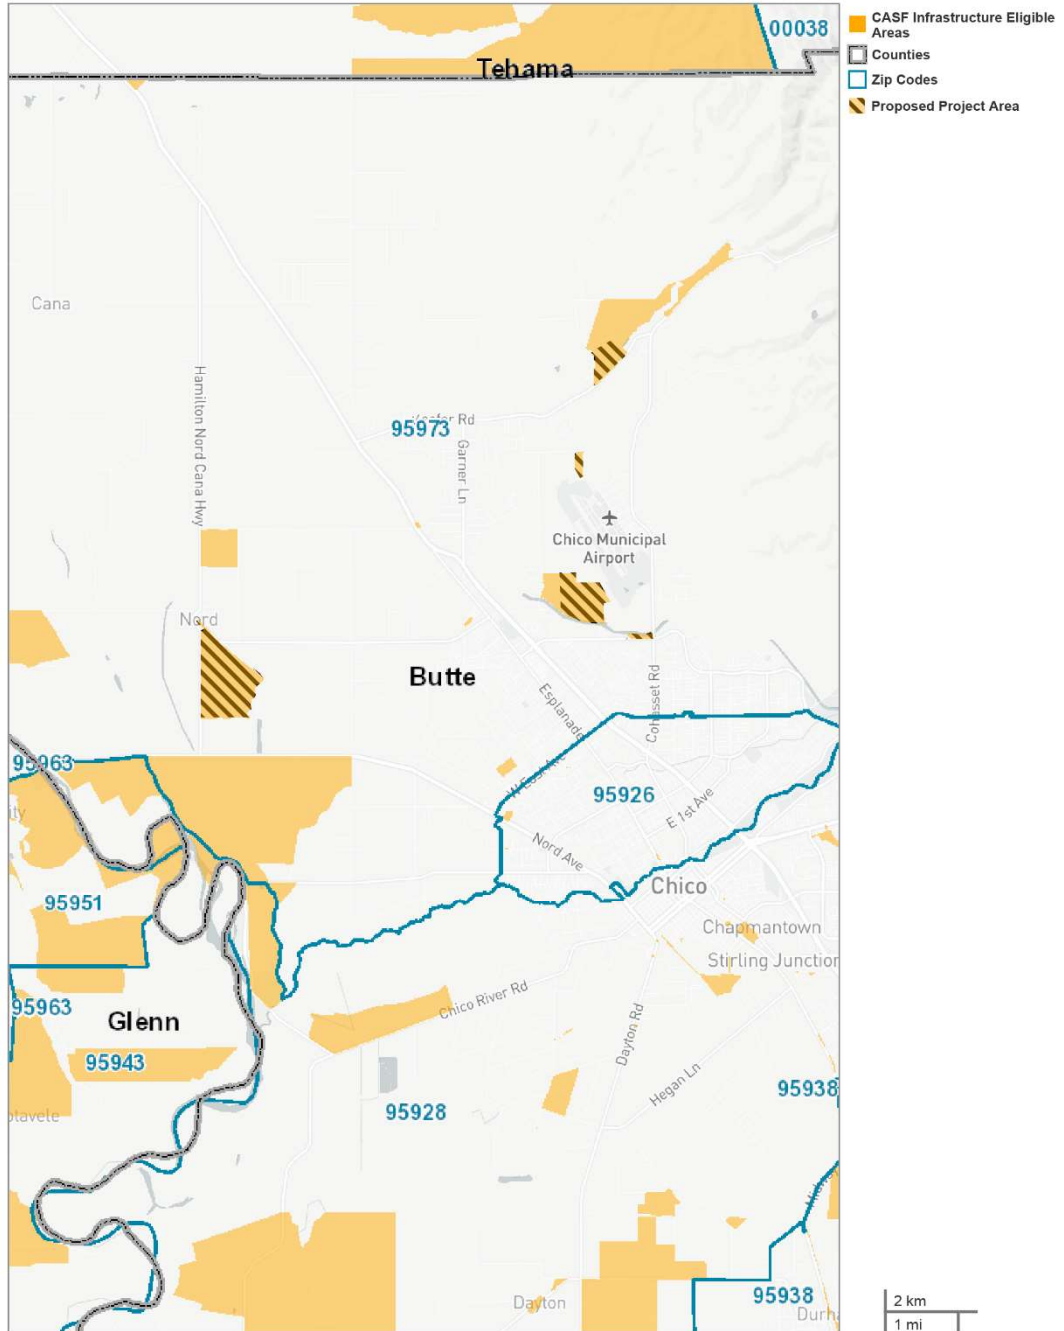 00038
CASF Infrastructure Eligible
Areas
Counties
Zip Codes
Proposed Project Area
Tehama
Cana
Hamilton Nord Cana Hwy
95973
Rd
Garner Ln
Chico Municipal
Airport
Nord
Butte
Esplanade
Cohasset Rd
95963
95926
E 1st Ave
Nord Ave
Chico
95951
Chapmantown
Stirling Junction
95963
Glenn
Chico River Rd
Dayton Rd
95943
Hegan Ln
95938
95928
Dayton
95938
Durh
2 km
1 mi